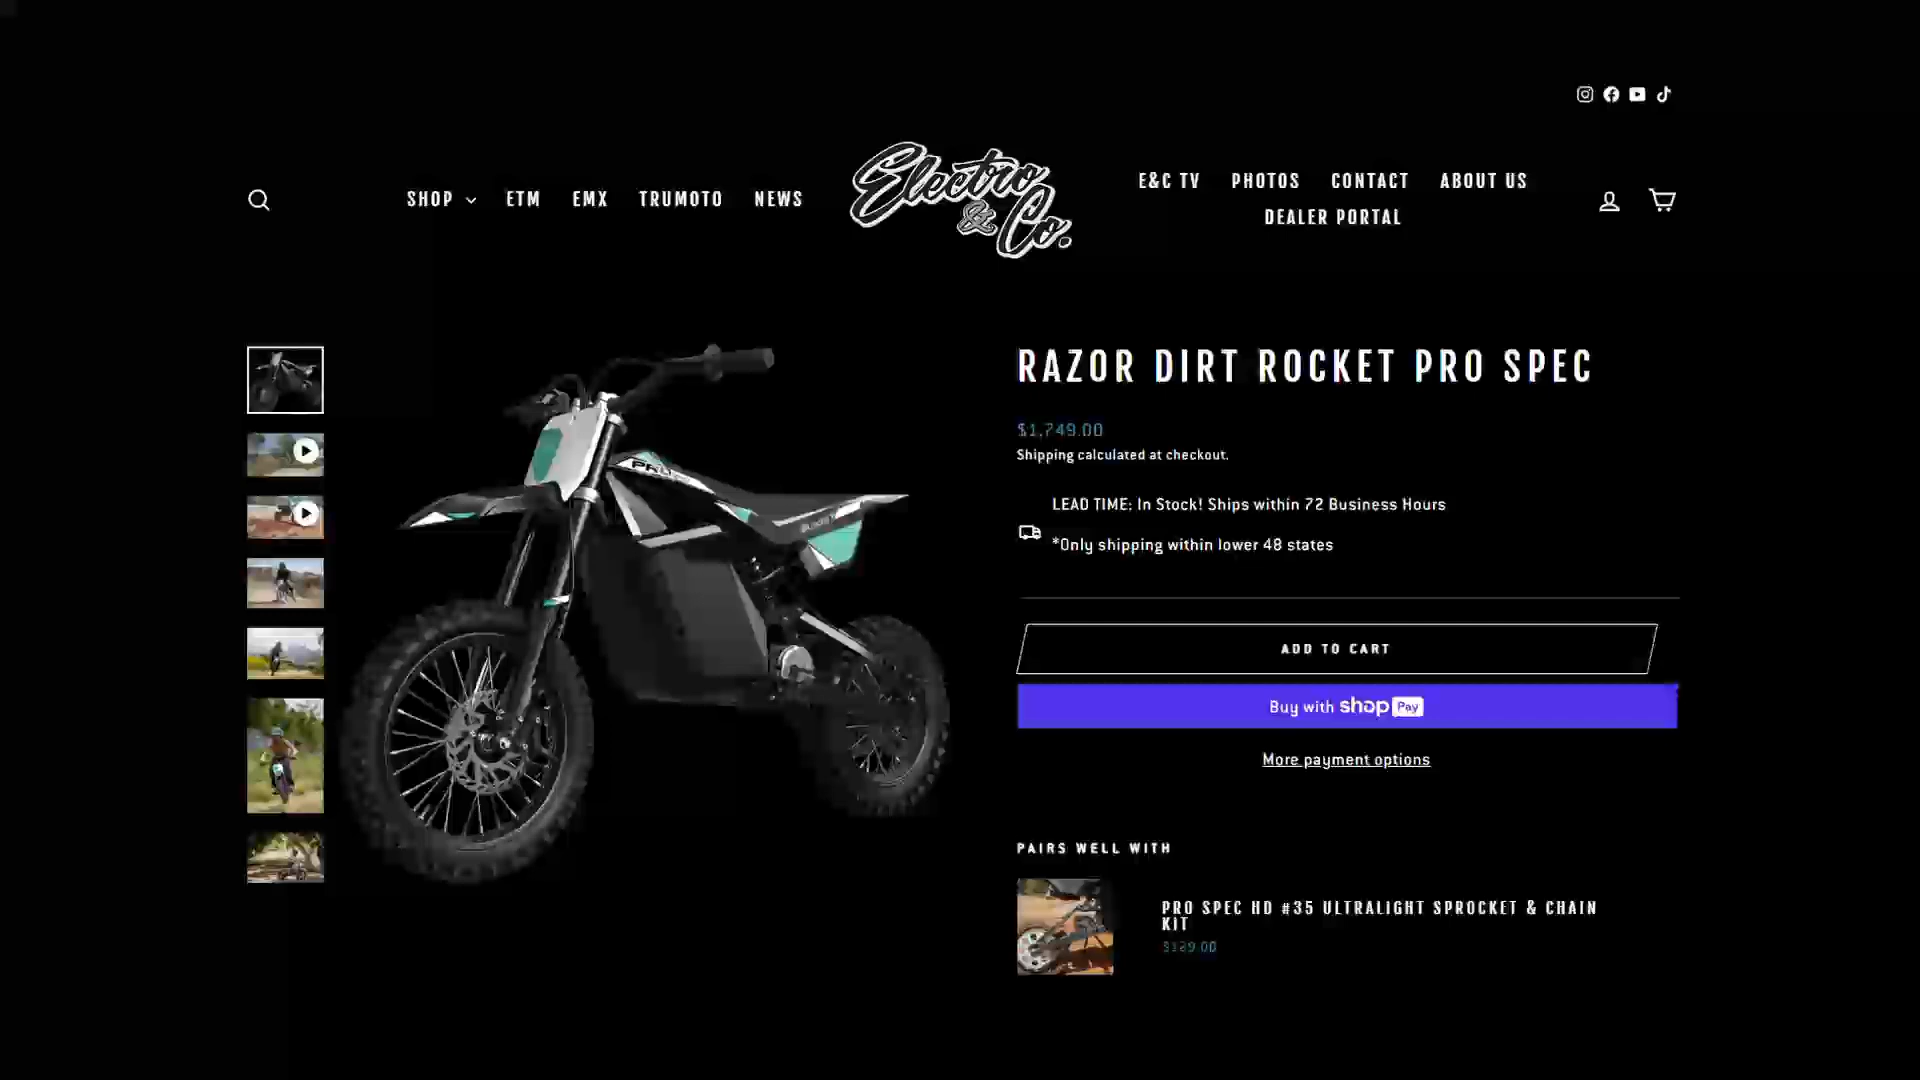 SHOP
ETM
EMX
TRUMOTO
NEWS
Electro
& Co.
E&C TV
PHOTOS
CONTACT
ABOUT US
DEALER PORTAL
RAZOR DIRT ROCKET PRO SPEC
$1,749.00
Shipping calculated at checkout.
LEAD TIME: In Stock! Ships within 72 Business Hours
*Only shipping within lower 48 states
ADD TO CART
Buy with shop Pay
More payment options
PAIRS WELL WITH
PRO SPEC HD #35 ULTRALIGHT SPROCKET & CHAIN
KIT